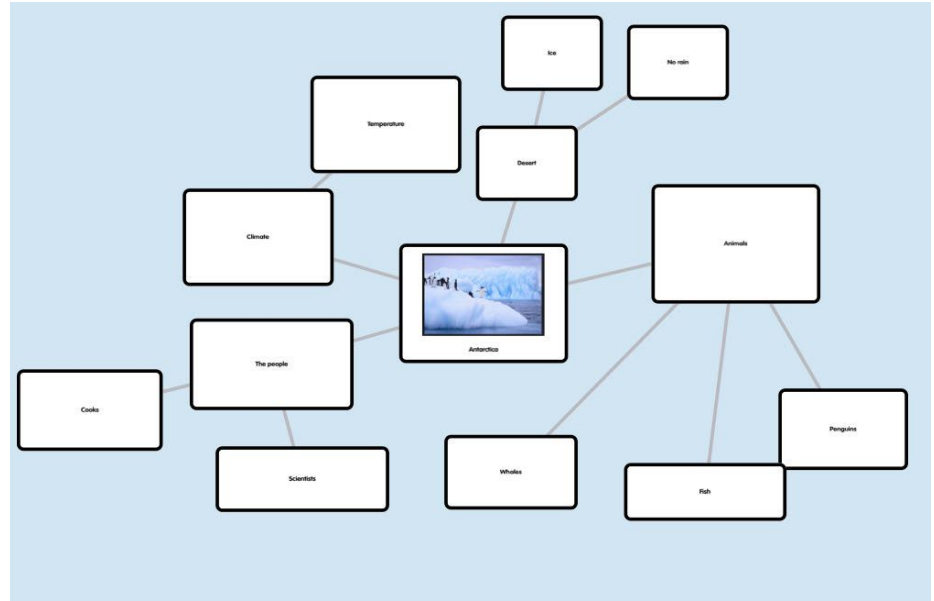 Ice
No rain
Temperature
Desert
Climate
Animals
Antarctica
The people
Cooks
Penguins
Whales
Scientists
Fish